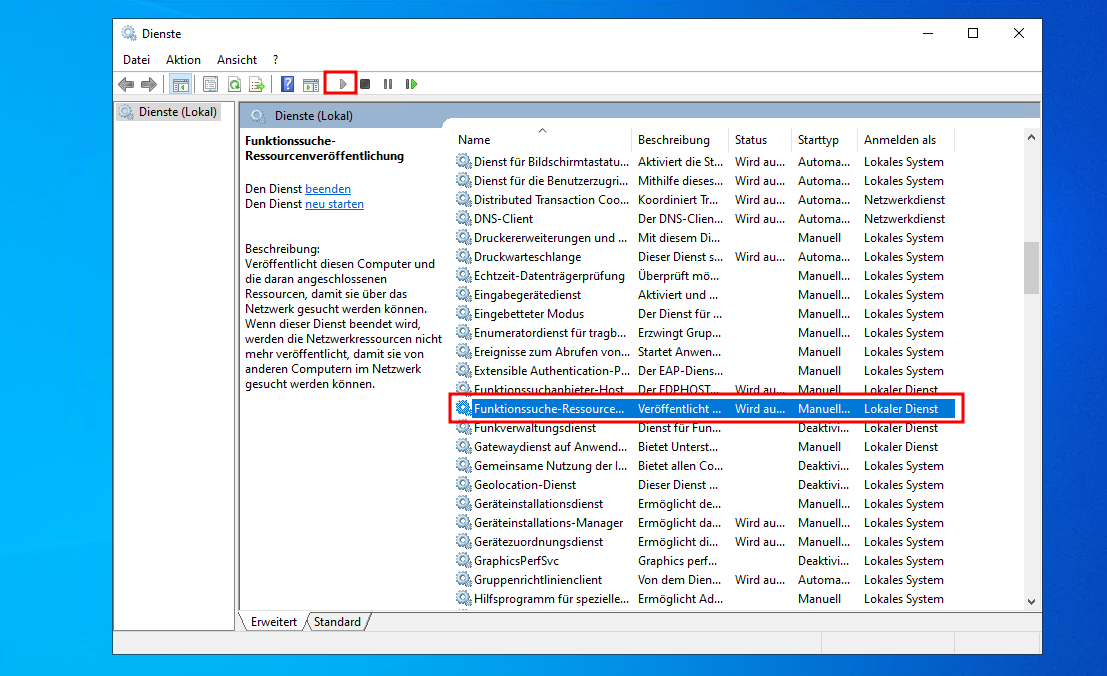 Dienste
Datei Aktion Ansicht ?
Dienste (Lokal)
Dienste (Lokal)
Funktionssuche-
Ressourcenveröffentlichung
Den Dienst beenden
Den Dienst neu starten
Beschreibung:
Veröffentlicht diesen Computer und
die daran angeschlossenen
Ressourcen, damit sie über das
Netzwerk gesucht werden können.
Wenn dieser Dienst beendet wird,
werden die Netzwerkressourcen nicht
mehr veröffentlicht, damit sie von
anderen Computern im Netzwerk
gesucht werden können.
Name Beschreibung Status Starttyp Anmelden als
Dienst für Bildschirmtastatu... Aktiviert die St... Wird au... Automa... Lokales System
Dienst für die Benutzerzugri... Mithilfe dieses... Wird au... Automa... Lokales System
Distributed Transaction Coo... Koordiniert Tr... Wird au... Automa... Netzwerkdienst
DNS-Client Der DNS-Clien... Wird au... Automa... Netzwerkdienst
Druckererweiterungen und ... Mit diesem Di... Manuell Lokales System
Druckwarteschlange Dieser Dienst s... Wird au... Automa... Lokales System
Echtzeit-Datenträgerprüfung Überprüft mö... Manuell... Lokales System
Eingabegerätedienst Aktiviert und ... Manuell... Lokales System
Eingebetteter Modus Der Dienst für ... Manuell... Lokales System
Enumeratordienst für tragb... Erzwingt Grup... Manuell... Lokales System
Ereignisse zum Abrufen von... Startet Anwen... Manuell Lokales System
Extensible Authentication-P... Der EAP-Diens... Manuell Lokales System
Funktionssuchanbieter-Host Der FDPHOST... Wird au... Manuell Lokaler Dienst
Funktionssuche-Ressource... Veröffentlicht ... Wird au... Manuell... Lokaler Dienst
Funkverwaltungsdienst Dienst für Fun... Deaktivi... Lokaler Dienst
Gatewaydienst auf Anwend... Bietet Unterst... Manuell Lokaler Dienst
Gemeinsame Nutzung der I... Bietet allen Co... Deaktivi... Lokales System
Geolocation-Dienst Dieser Dienst ... Deaktivi... Lokales System
Geräteinstallationsdienst Ermöglicht de... Manuell... Lokales System
Geräteinstallations-Manager Ermöglicht da... Wird au... Manuell... Lokales System
Gerätezuordnungsdienst Ermöglicht di... Wird au... Manuell... Lokales System
GraphicsPerfSvc Graphics perf... Deaktivi... Lokales System
Gruppenrichtlinienclient Von dem Dien... Wird au... Automa... Lokales System
Hilfsprogramm für spezielle... Ermöglicht Ad... Manuell Lokales System
Erweitert Standard